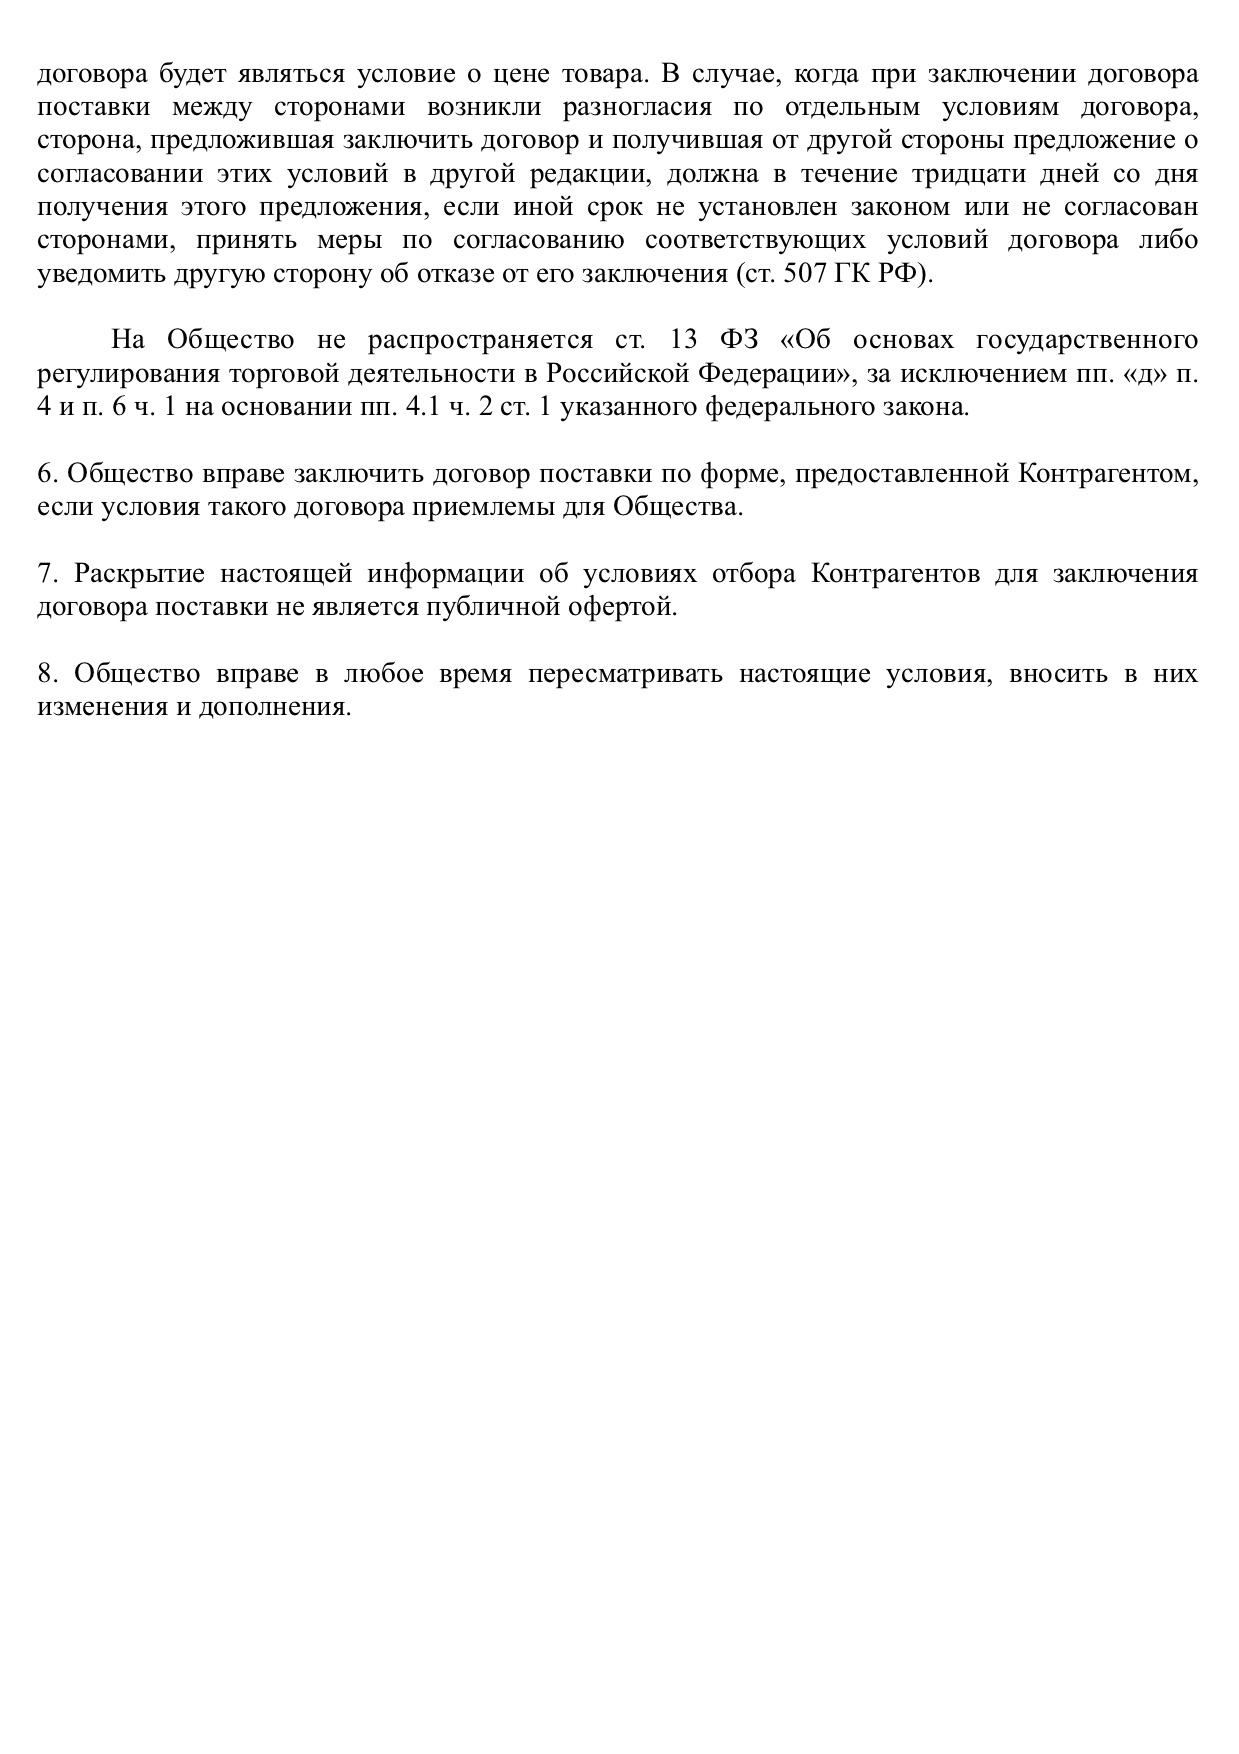 договора будет являться условие о цене товара. В случае, когда при заключении договора
поставки между сторонами возникли разногласия по отдельным условиям договора,
сторона, предложившая заключить договор и получившая от другой стороны предложение о
согласовании этих условий в другой редакции, должна в течение тридцати дней со дня
получения этого предложения, если иной срок не установлен законом или не согласован
сторонами, принять меры по согласованию соответствующих условий договора либо
уведомить другую сторону об отказе от его заключения (ст. 507 ГК РФ).
На Общество не распространяется ст. 13 ФЗ «Об основах государственного
регулирования торговой деятельности в Российской Федерации», за исключением пп. «д» п.
4 и п. 6 ч. 1 на основании пп. 4.1 ч. 2 ст. 1 указанного федерального закона.
6. Общество вправе заключить договор поставки по форме, предоставленной Контрагентом,
если условия такого договора приемлемы для Общества.
7. Раскрытие настоящей информации об условиях отбора Контрагентов для заключения
договора поставки не является публичной офертой.
8. Общество вправе в любое время пересматривать настоящие условия, вносить в них
изменения и дополнения.